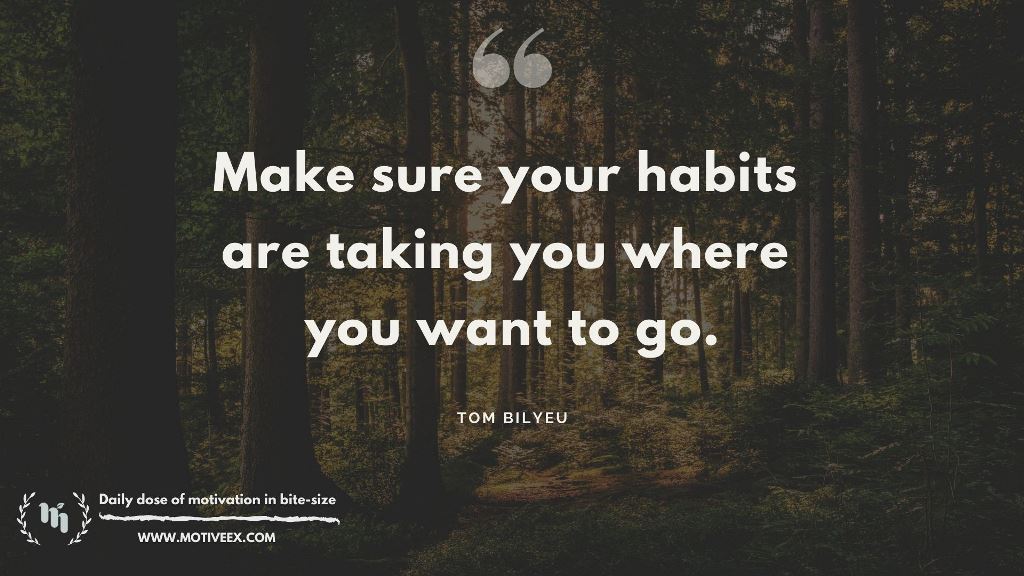 “
Make sure your habits
are taking you where
you want to go.
TOM BILYEU
Daily dose of motivation in bite-size
WWW.MOTIVEEX.COM